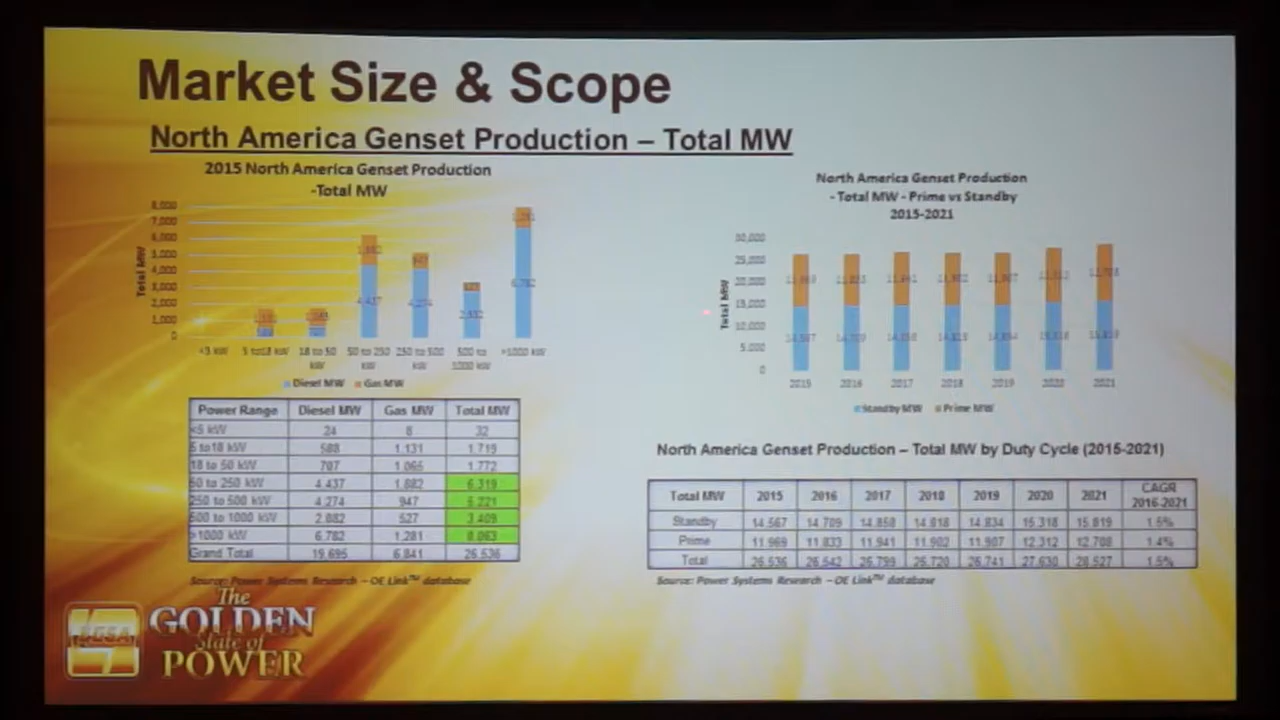 Market Size & Scope
North America Genset Production – Total MW
2015 North America Genset Production
-Total MW
Total MW
8,000
7,000
6,000
5,000
4,000
3,000
2,000
1,000
0
4,437
4,274
6,782
<5 kW 5 to18 kW 18 to 50 kW 50 to 250 kW 250 to 500 kW 500 to 1000 kW >1000 kW
Diesel MW Gas MW
Power Range Diesel MW Gas MW Total MW
<5 kW 24 8 32
5 to18 kW 588 1,131 1,719
18 to 50 kW 707 1,065 1,772
50 to 250 kW 4,437 1,882 6,319
250 to 500 kW 4,274 947 5,221
500 to 1000 kW 2,882 527 3,409
>1000 kW 6,782 1,281 8,063
Grand Total 19,695 6,841 26,536
Source: Power Systems Research – OE Link™ database
North America Genset Production
- Total MW - Prime vs Standby
2015-2021
Total MW
30,000
25,000
20,000
15,000
10,000
5,000
0
2015 2016 2017 2018 2019 2020 2021
Standby MW Prime MW
North America Genset Production – Total MW by Duty Cycle (2015-2021)
Total MW 2015 2016 2017 2018 2019 2020 2021 CAGR 2016-2021
Standby 14,567 14,709 14,858 14,818 14,834 15,318 15,819 1.5%
Prime 11,969 11,833 11,941 11,902 11,907 12,312 12,708 1.4%
Total 26,536 26,542 26,799 26,720 26,741 27,630 28,527 1.5%
Source: Power Systems Research – OE Link™ database
EGSA
The
GOLDEN
State of
POWER